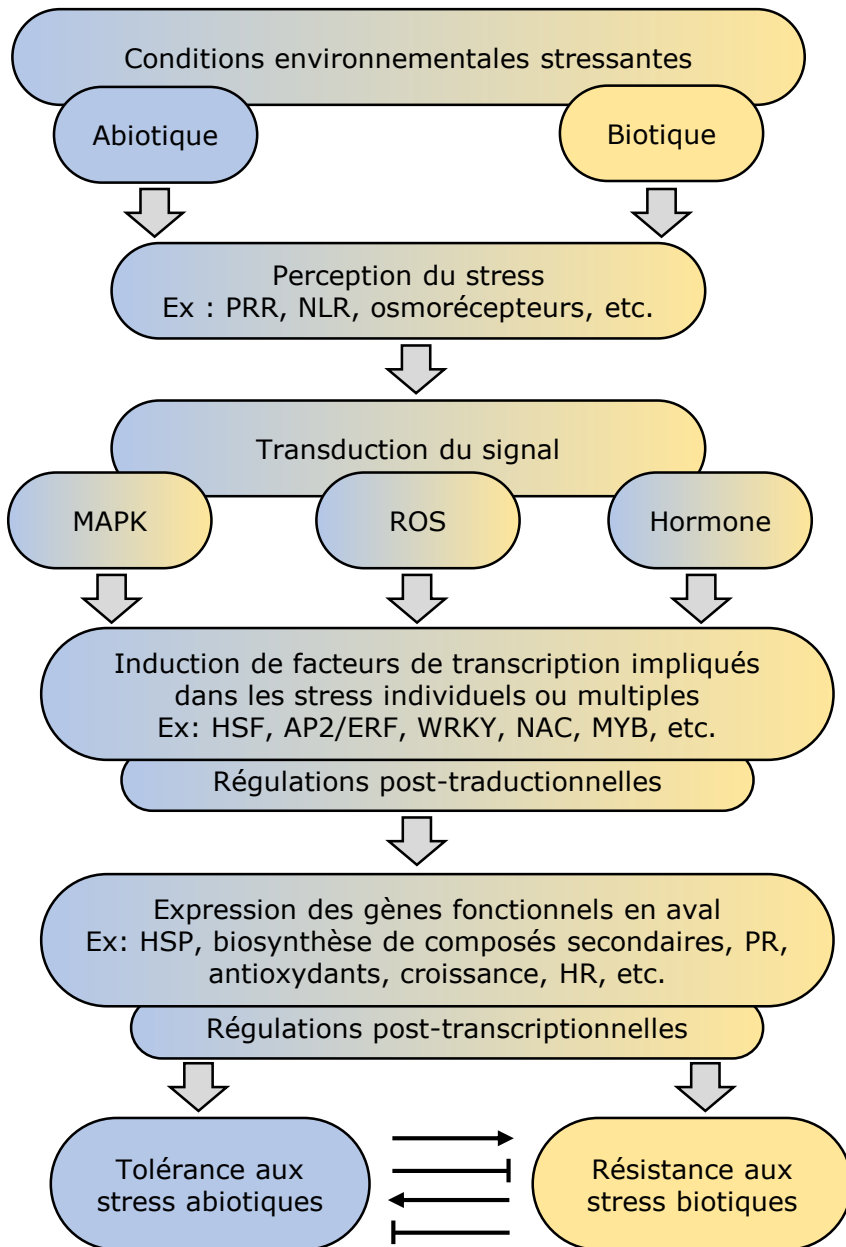 Conditions environnementales stressantes
Abiotique
Biotique
Perception du stress
Ex : PRR, NLR, osmorécepteurs, etc.
Transduction du signal
MAPK
ROS
Hormone
Induction de facteurs de transcription impliqués
dans les stress individuels ou multiples
Ex: HSF, AP2/ERF, WRKY, NAC, MYB, etc.
Régulations post-traductionnelles
Expression des gènes fonctionnels en aval
Ex: HSP, biosynthèse de composés secondaires, PR,
antioxydants, croissance, HR, etc.
Régulations post-transcriptionnelles
Tolérance aux
stress abiotiques
Résistance aux
stress biotiques